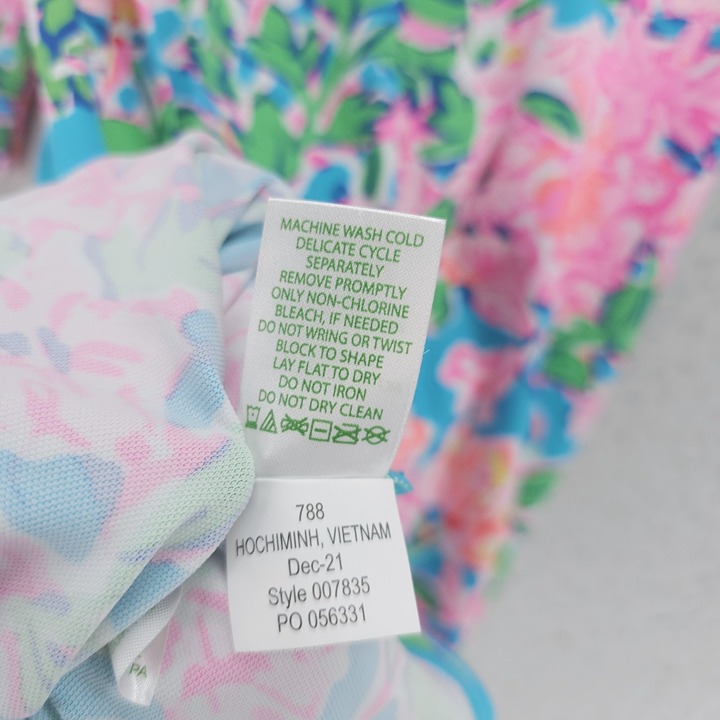 MACHINE WASH COLD
DELICATE CYCLE
SEPARATELY
REMOVE PROMPTLY
ONLY NON-CHLORINE
BLEACH, IF NEEDED
DO NOT WRING OR TWIST
BLOCK TO SHAPE
LAY FLAT TO DRY
DO NOT IRON
DO NOT DRY CLEAN
788
HOCHIMINH, VIETNAM
Dec-21
Style 007835
PO 056331
PA